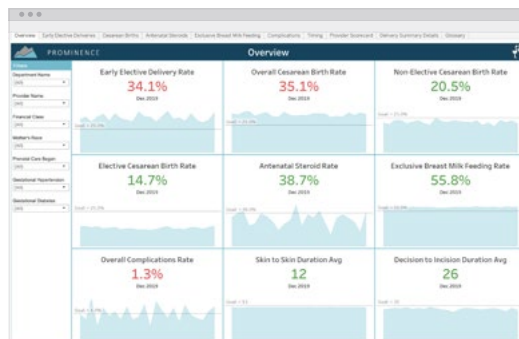 Overview Early Elective Deliveries Cesarean Births Antenatal Steroids Exclusive Breast Milk Feeding Complications Timing Provider Scorecard Delivery Summary Details Glossary
PROMINENCE
Overview
Filters
Department Name
(All)
Provider Name
(All)
Financial Class
(All)
Mother's Race
(All)
Prenatal Care Began
(All)
Gestational Hypertension
(All)
Gestational Diabetes
(All)
Early Elective Delivery Rate
34.1%
Dec 2019
Overall Cesarean Birth Rate
35.1%
Dec 2019
Non-Elective Cesarean Birth Rate
20.5%
Dec 2019
Elective Cesarean Birth Rate
14.7%
Dec 2019
Antenatal Steroid Rate
38.7%
Dec 2019
Exclusive Breast Milk Feeding Rate
55.8%
Dec 2019
Overall Complications Rate
1.3%
Dec 2019
Skin to Skin Duration Avg
12
Dec 2019
Decision to Incision Duration Avg
26
Dec 2019